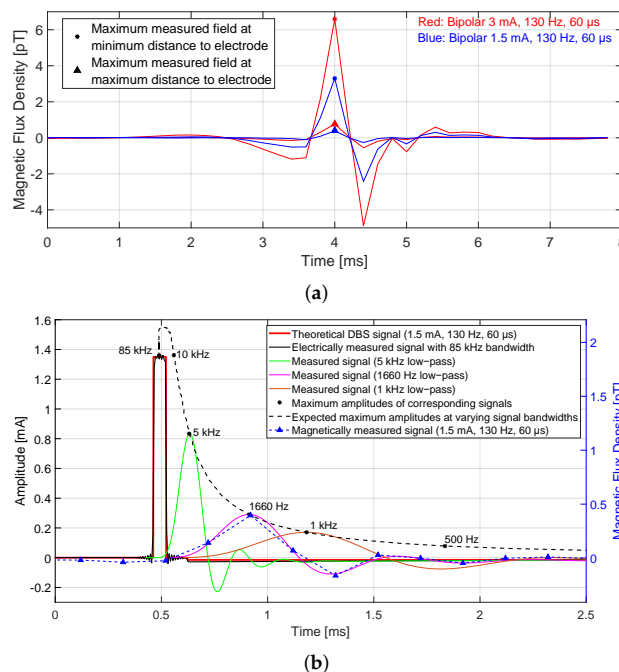 Maximum measured field at
minimum distance to electrode
Maximum measured field at
maximum distance to electrode
Red: Bipolar 3 mA, 130 Hz, 60 µs
Blue: Bipolar 1.5 mA, 130 Hz, 60 µs
Magnetic Flux Density [pT]
6
4
2
0
-2
-4
0 1 2 3 4 5 6 7 8
Time [ms]
(a)
1.6
1.4
1.2
1
0.8
0.6
0.4
0.2
0
-0.2
Amplitude [mA]
85 kHz
10 kHz
5 kHz
1660 Hz
1 kHz
500 Hz
Theoretical DBS signal (1.5 mA, 130 Hz, 60 µs)
Electrically measured signal with 85 kHz bandwidth
Measured signal (5 kHz low-pass)
Measured signal (1660 Hz low-pass)
Measured signal (1 kHz low-pass)
Maximum amplitudes of corresponding signals
Expected maximum amplitudes at varying signal bandwidths
Magnetically measured signal (1.5 mA, 130 Hz, 60 µs)
2
1.5
1
0.5
0
Magnetic Flux Density [pT]
0.0 0.5 1.0 1.5 2.0 2.5
Time [ms]
(b)